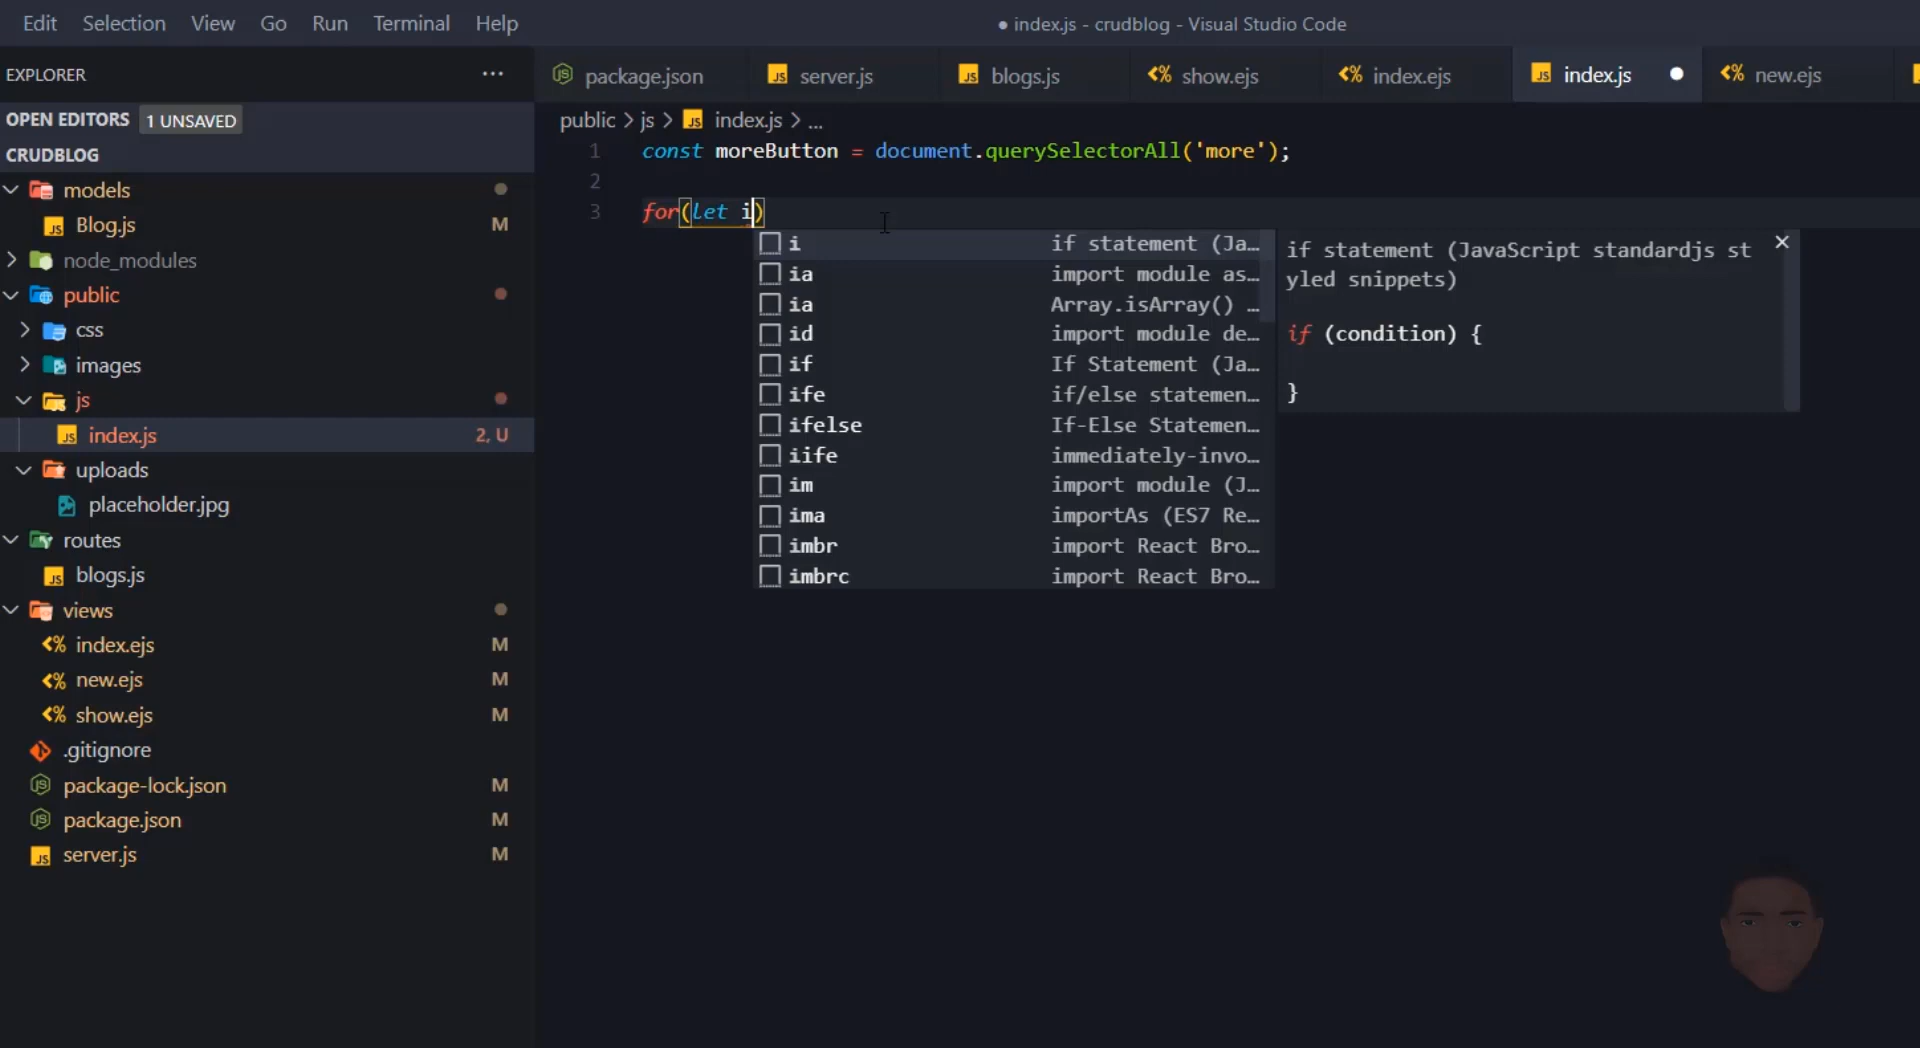 Edit Selection View Go Run Terminal Help
● index.js - crudblog - Visual Studio Code
EXPLORER ...
package.json
server.js
blogs.js
show.ejs
index.ejs
index.js
new.ejs
OPEN EDITORS 1 UNSAVED
CRUDBLOG
models
Blog.js M
node_modules
public
css
images
js
index.js 2, U
uploads
placeholder.jpg
routes
blogs.js
views
index.ejs M
new.ejs M
show.ejs M
.gitignore
package-lock.json M
package.json M
server.js M
public > js > index.js > ...
1 const moreButton = document.querySelectorAll('more');
2
3 for(let i)
i if statement (Ja…
ia import module as…
ia Array.isArray() …
id import module de…
if If Statement (Ja…
ife if/else statemen…
ifelse If-Else Statemen…
iife immediately-invo…
im import module (J…
ima importAs (ES7 Re…
imbr import React Bro…
imbrc import React Bro…
if statement (JavaScript standardjs st
yled snippets)
if (condition) {
}